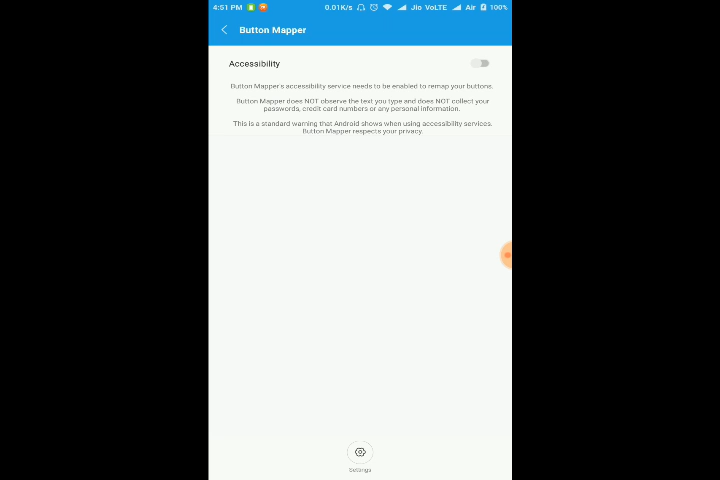 4:51 PM 0.01K/s Jio VoLTE Air 100%
Button Mapper
Accessibility
Button Mapper's accessibility service needs to be enabled to remap your buttons.
Button Mapper does NOT observe the text you type and does NOT collect your
passwords, credit card numbers or any personal information.
This is a standard warning that Android shows when using accessibility services.
Button Mapper respects your privacy.
Settings